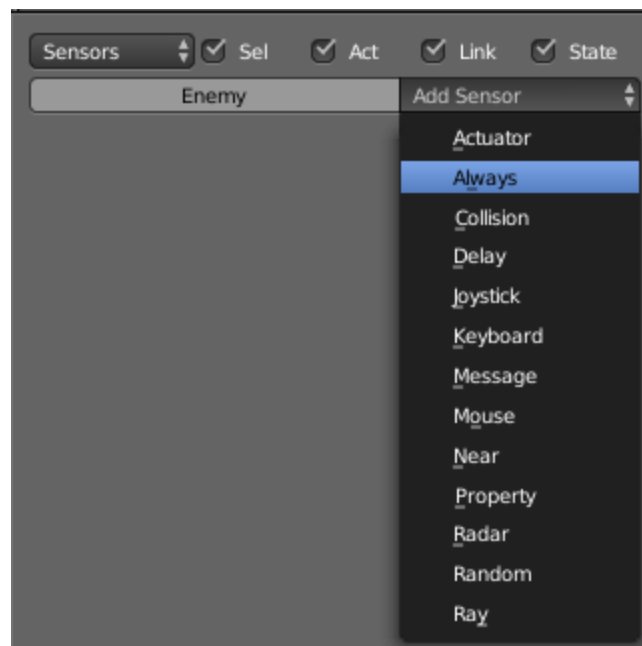 Sensors Sel Act Link State
Enemy Add Sensor
Actuator
Always
Collision
Delay
Joystick
Keyboard
Message
Mouse
Near
Property
Radar
Random
Ray